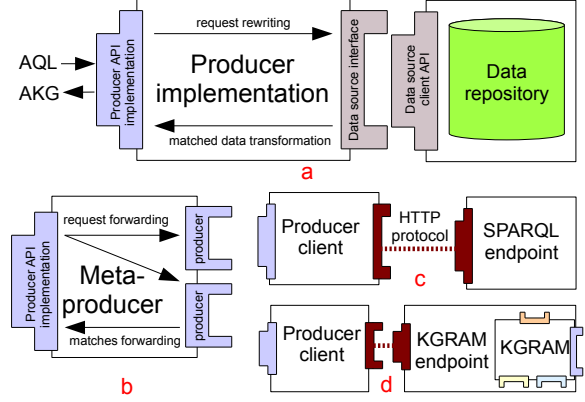 request rewriting
AQL
AKG
Producer API
implementation
Producer
implementation
matched data transformation
Data source interface
Data source
client API
Data
repository
a
Producer API
implementation
request forwarding
Meta-
producer
matches forwarding
producer
producer
b
Producer
client
HTTP
protocol
SPARQL
endpoint
c
Producer
client
KGRAM
endpoint
KGRAM
d